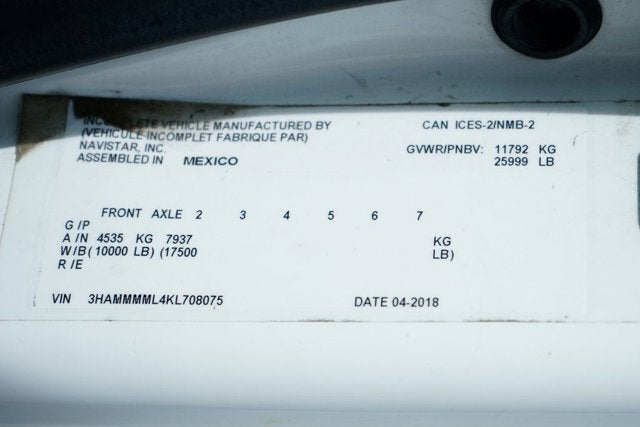 INCOMPLETE VEHICLE MANUFACTURED BY
(VEHICULE INCOMPLET FABRIQUE PAR)
NAVISTAR, INC.
ASSEMBLED IN MEXICO
CAN ICES-2/NMB-2
GVWR/PNBV: 11792 KG
25999 LB
FRONT AXLE 2 3 4 5 6 7
G /P
A /N 4535 KG 7937 KG
W/B( 10000 LB) (17500 LB)
R /E
VIN 3HAMMMML4KL708075 DATE 04-2018